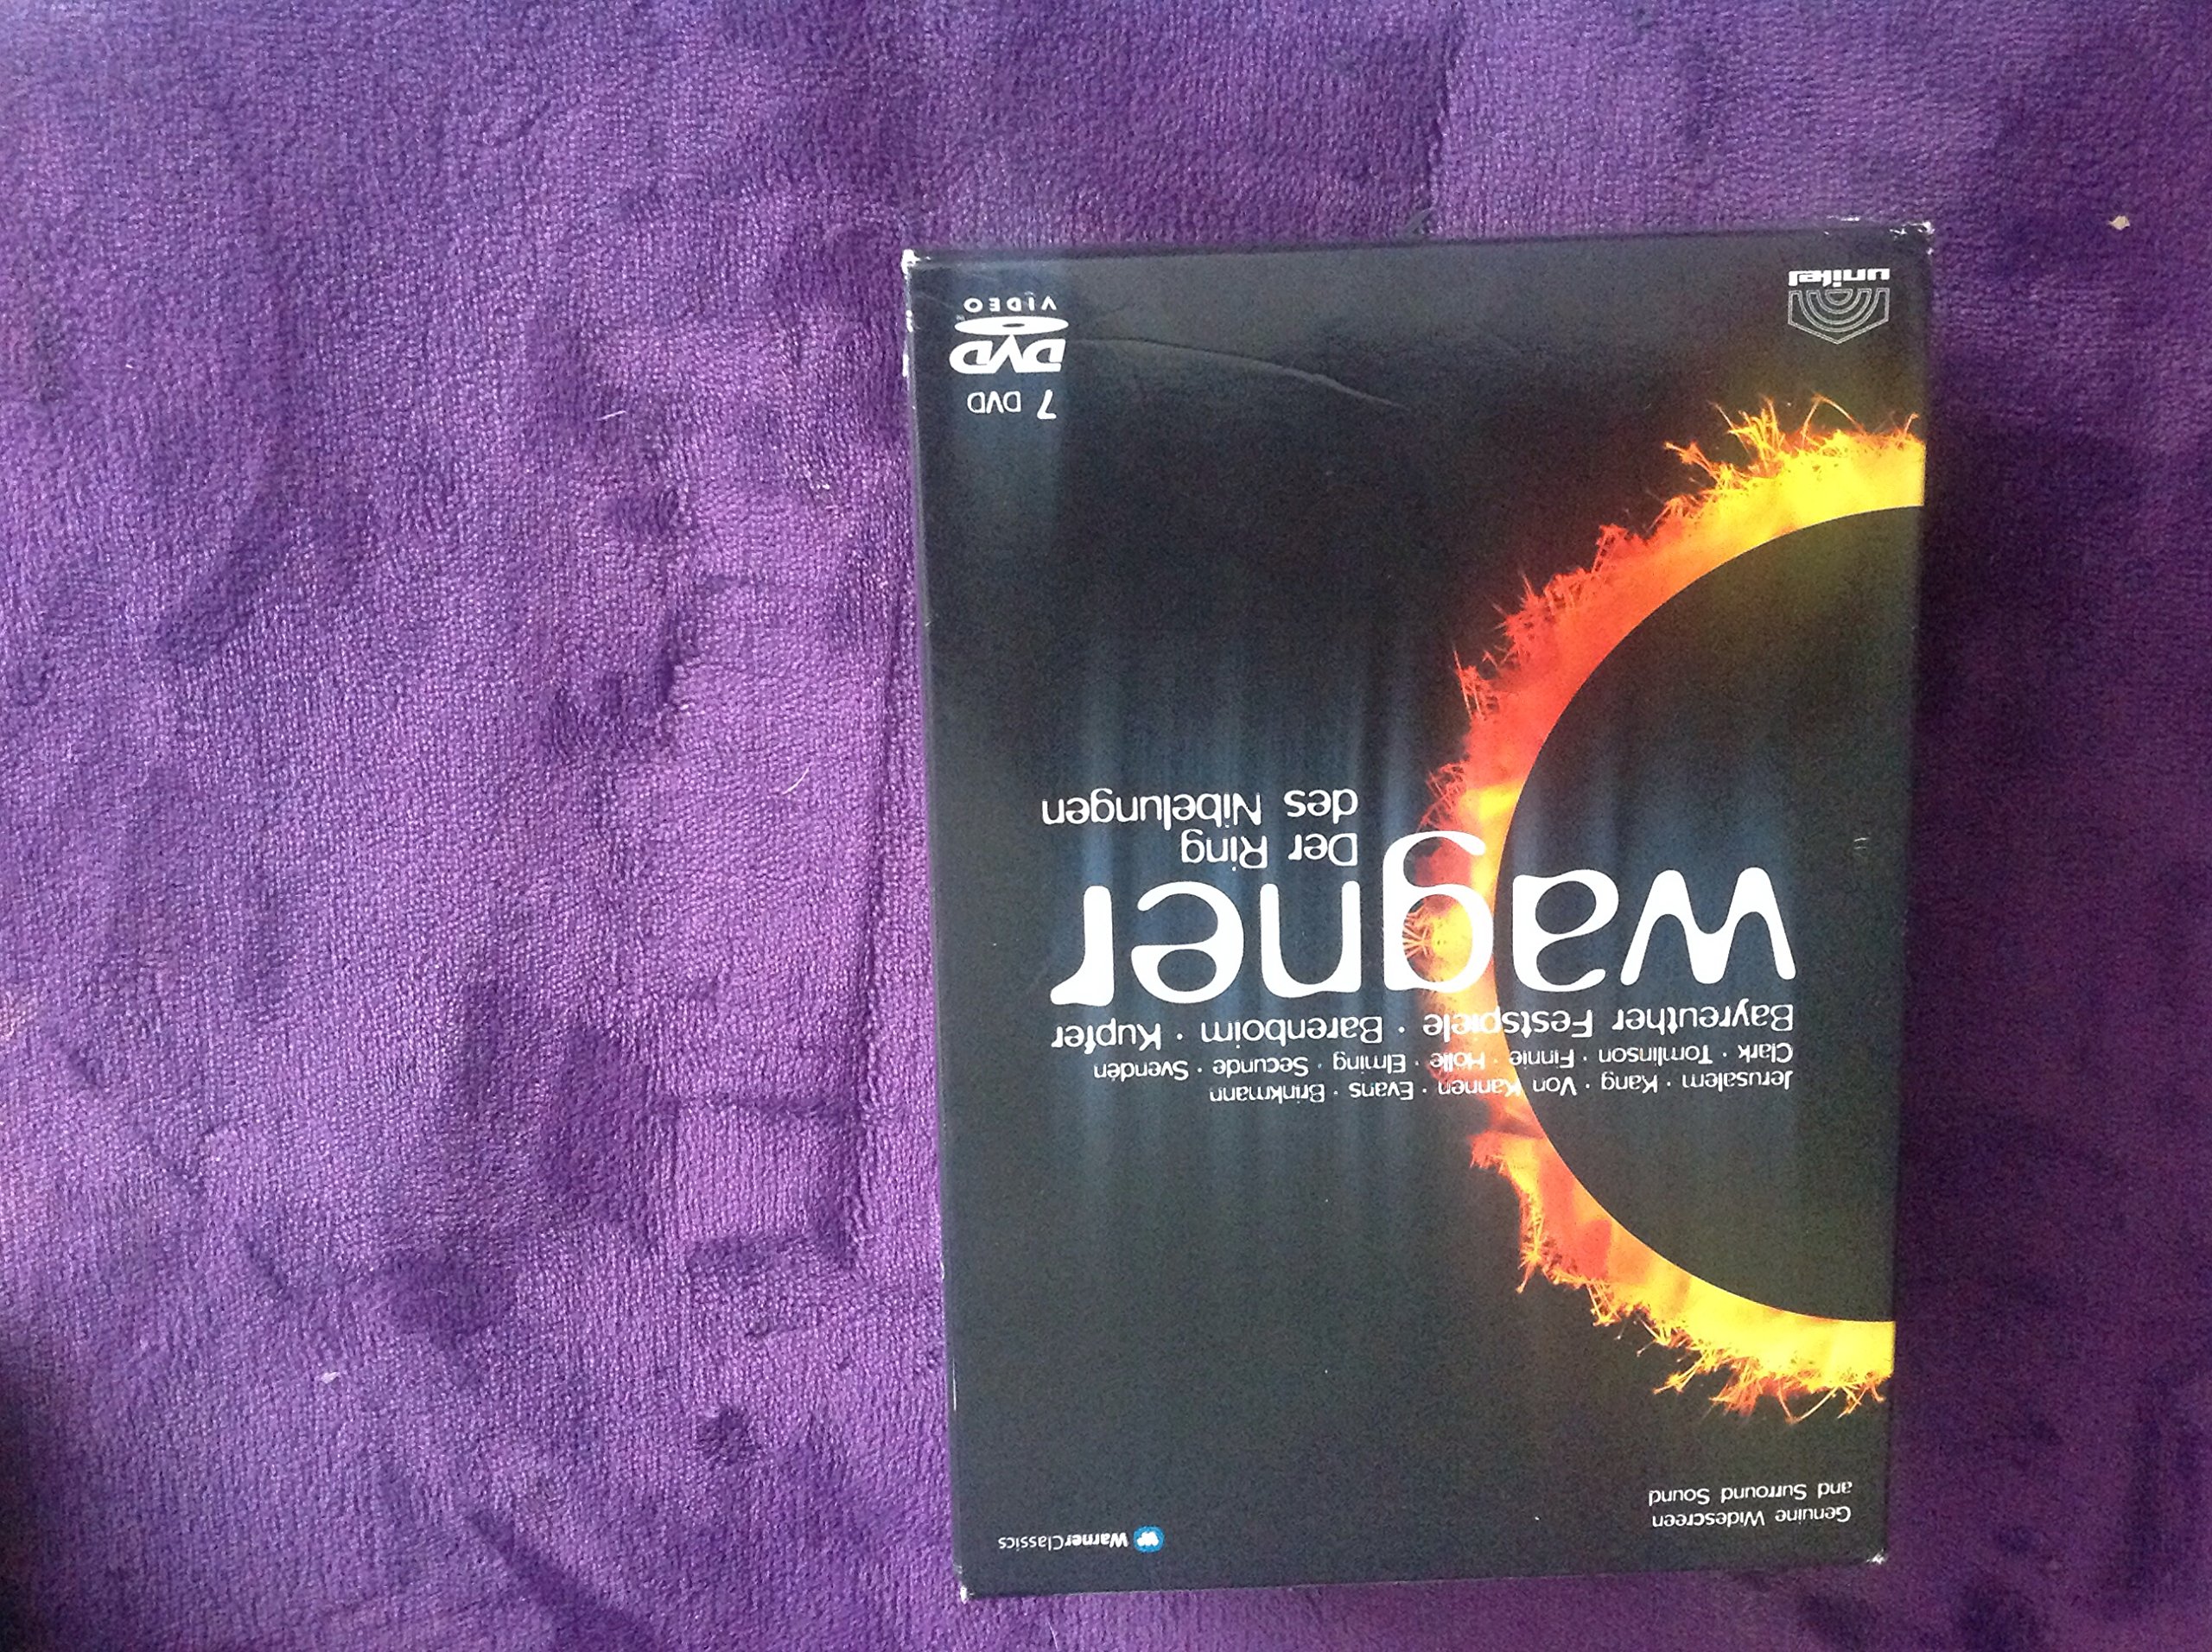 Genuine Widescreen
and Surround Sound
WarnerClassics
Jerusalem · Kang · Von Kannen · Evans · Brinkmann
Clark · Tomlinson · Finnie · Holle · Elming · Secunde · Svendén
Bayreuther Festspiele · Barenboim · Kupfer
wagner
Der Ring
des Nibelungen
7 DVD
DVD
VIDEO
unitel